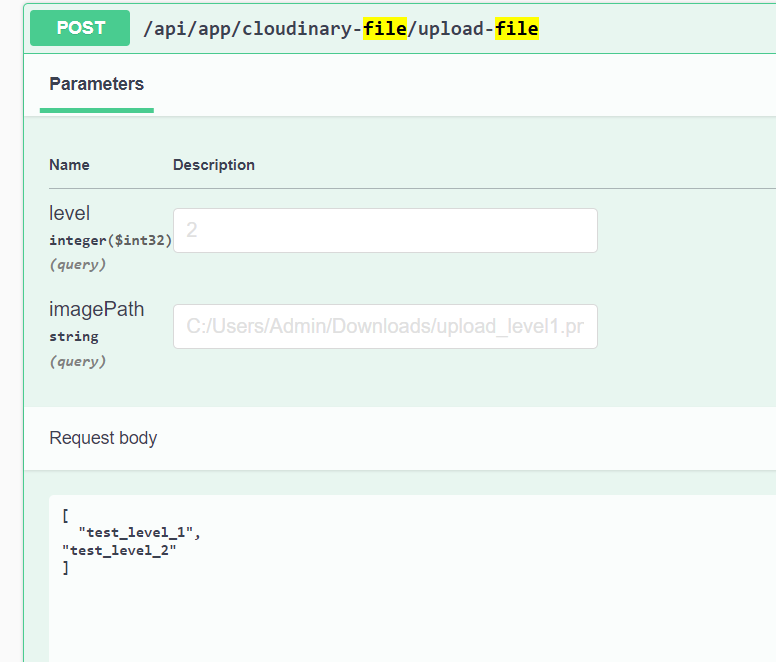 POST /api/app/cloudinary-file/upload-file
Parameters
Name Description
level 2
integer($int32)
(query)
imagePath C:/Users/Admin/Downloads/upload_level1.pr
string
(query)
Request body
[
"test_level_1",
"test_level_2"
]